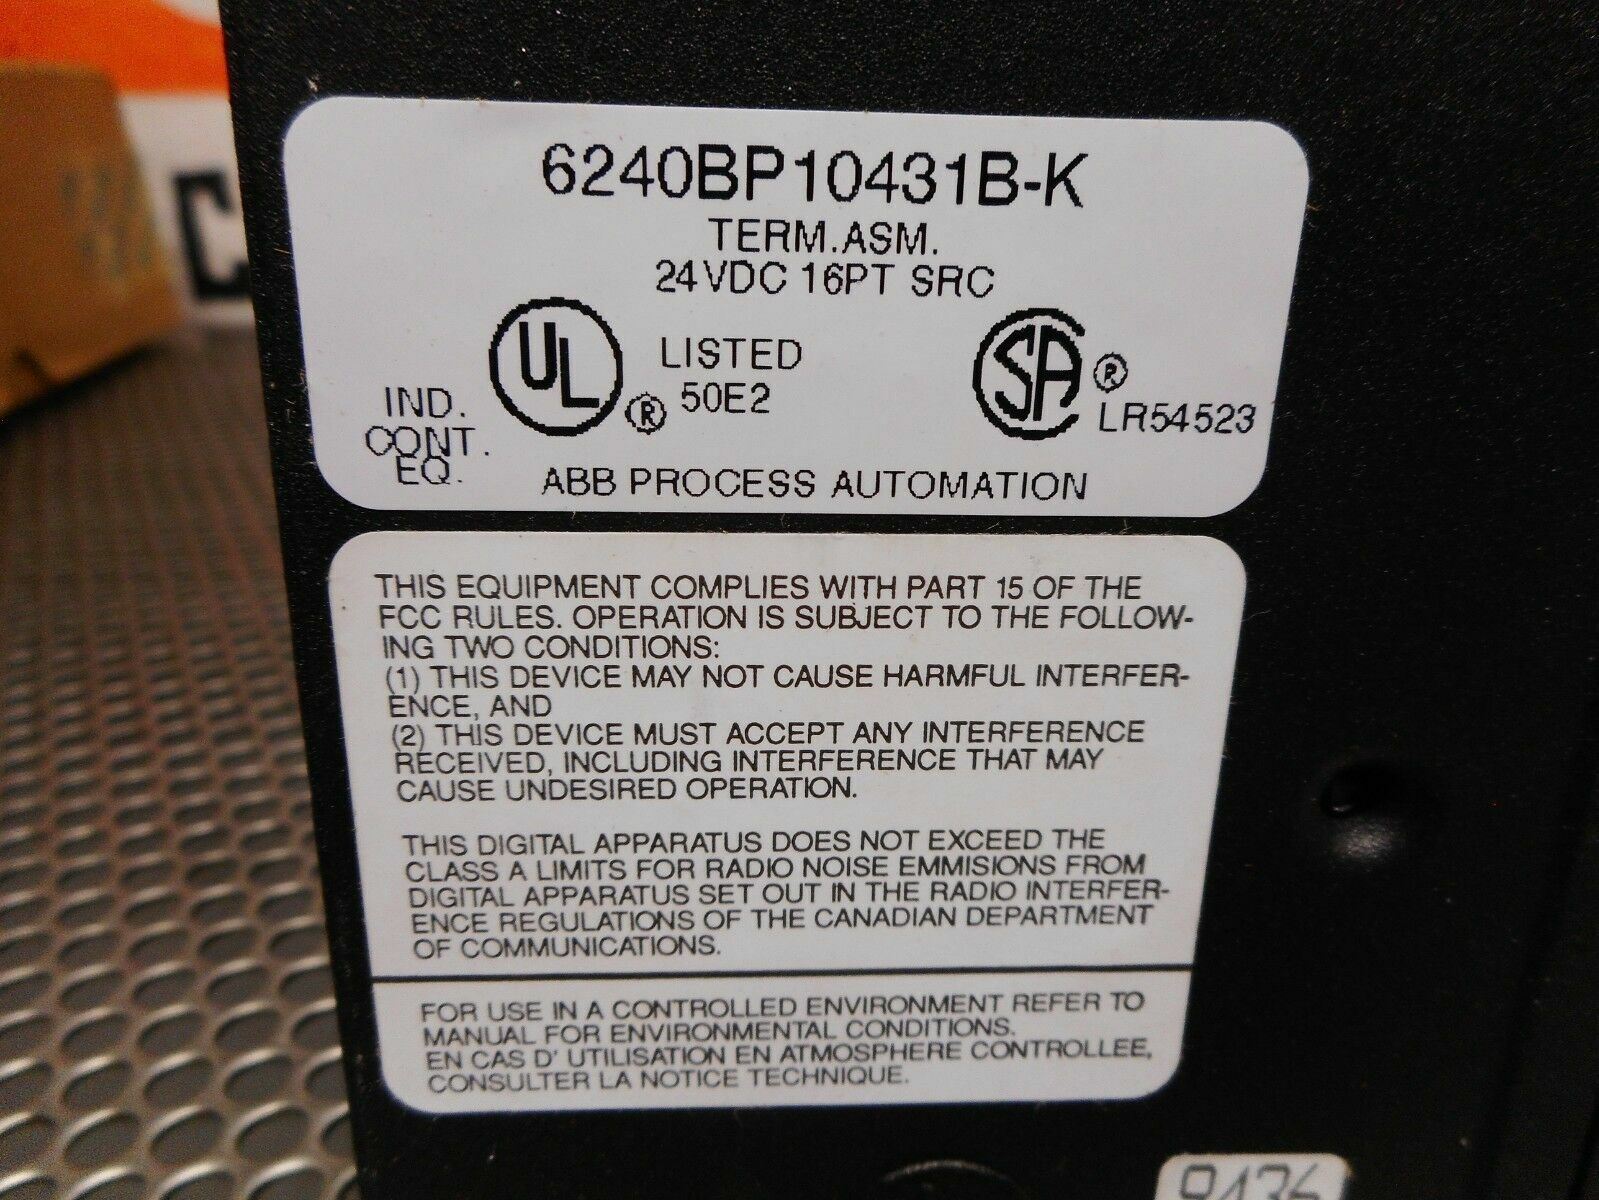 6240BP10431B-K
TERM.ASM.
24VDC 16PT SRC
UL ® LISTED
50E2
SA ®
LR54523
IND.
CONT.
EQ.
ABB PROCESS AUTOMATION
THIS EQUIPMENT COMPLIES WITH PART 15 OF THE
FCC RULES. OPERATION IS SUBJECT TO THE FOLLOW-
ING TWO CONDITIONS:
(1) THIS DEVICE MAY NOT CAUSE HARMFUL INTERFER-
ENCE, AND
(2) THIS DEVICE MUST ACCEPT ANY INTERFERENCE
RECEIVED, INCLUDING INTERFERENCE THAT MAY
CAUSE UNDESIRED OPERATION.
THIS DIGITAL APPARATUS DOES NOT EXCEED THE
CLASS A LIMITS FOR RADIO NOISE EMMISIONS FROM
DIGITAL APPARATUS SET OUT IN THE RADIO INTERFER-
ENCE REGULATIONS OF THE CANADIAN DEPARTMENT
OF COMMUNICATIONS.
FOR USE IN A CONTROLLED ENVIRONMENT REFER TO
MANUAL FOR ENVIRONMENTAL CONDITIONS.
EN CAS D' UTILISATION EN ATMOSPHERE CONTROLLEE,
CONSULTER LA NOTICE TECHNIQUE.